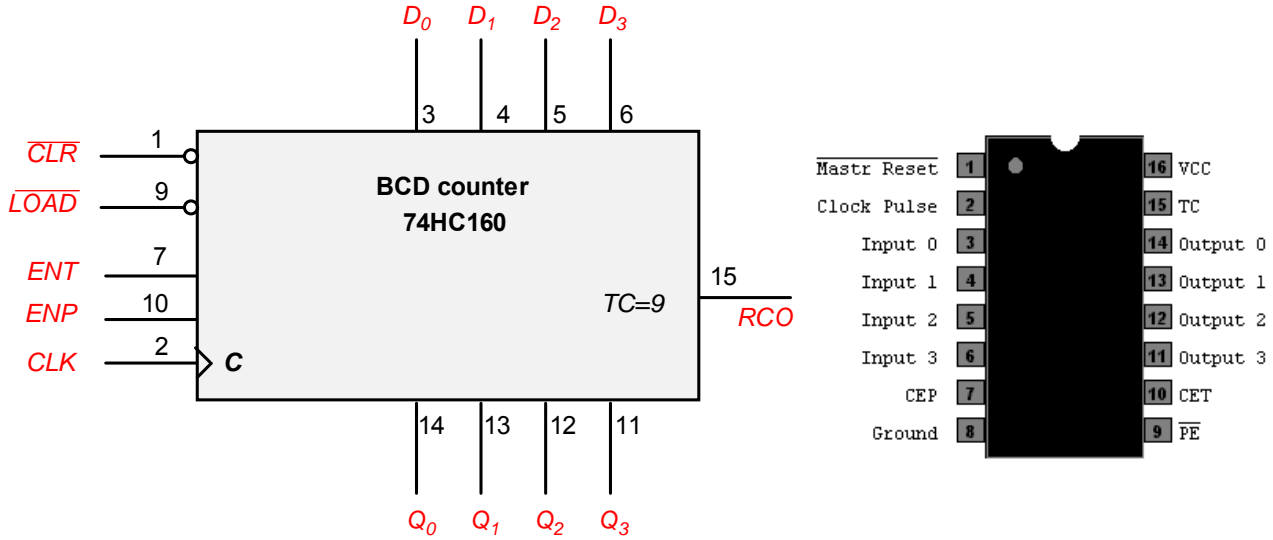 D0 D1 D2 D3
3 4 5 6
CLR 1
LOAD 9
ENT 7
ENP 10
CLK 2
C
BCD counter
74HC160
TC=9
15
RCO
14 13 12 11
Q0 Q1 Q2 Q3
Mastr Reset 1 16 VCC
Clock Pulse 2 15 TC
Input 0 3 14 Output 0
Input 1 4 13 Output 1
Input 2 5 12 Output 2
Input 3 6 11 Output 3
CEP 7 10 CET
Ground 8 9 PE